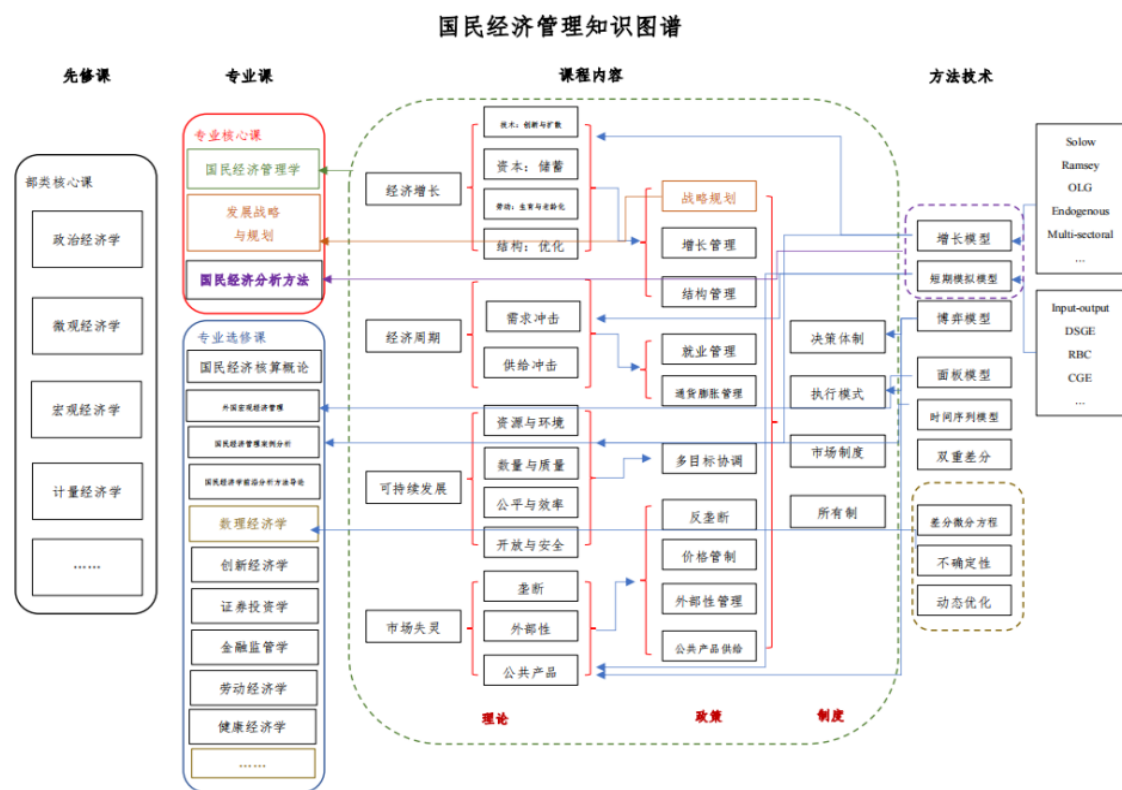 国民经济管理知识图谱
先修课
专业课
课程内容
方法技术
部类核心课
政治经济学
微观经济学
宏观经济学
计量经济学
……
专业核心课
国民经济管理学
发展战略
与规划
国民经济分析方法
专业选修课
国民经济核算概论
外国宏观经济管理
国民经济管理案例分析
国民经济学前沿分析方法导论
数理经济学
创新经济学
证券投资学
金融监管学
劳动经济学
健康经济学
……
经济增长
经济周期
可持续发展
市场失灵
技术：创新与扩散
资本：储蓄
劳动：生育与老龄化
结构：优化
需求冲击
供给冲击
资源与环境
数量与质量
公平与效率
开放与安全
垄断
外部性
公共产品
理论
战略规划
增长管理
结构管理
就业管理
通货膨胀管理
多目标协调
反垄断
价格管制
外部性管理
公共产品供给
政策
决策体制
执行模式
市场制度
所有制
制度
增长模型
短期模拟模型
博弈模型
面板模型
时间序列模型
双重差分
差分微分方程
不确定性
动态优化
Solow
Ramsey
OLG
Endogenous
Multi-sectoral
…
Input-output
DSGE
RBC
CGE
…